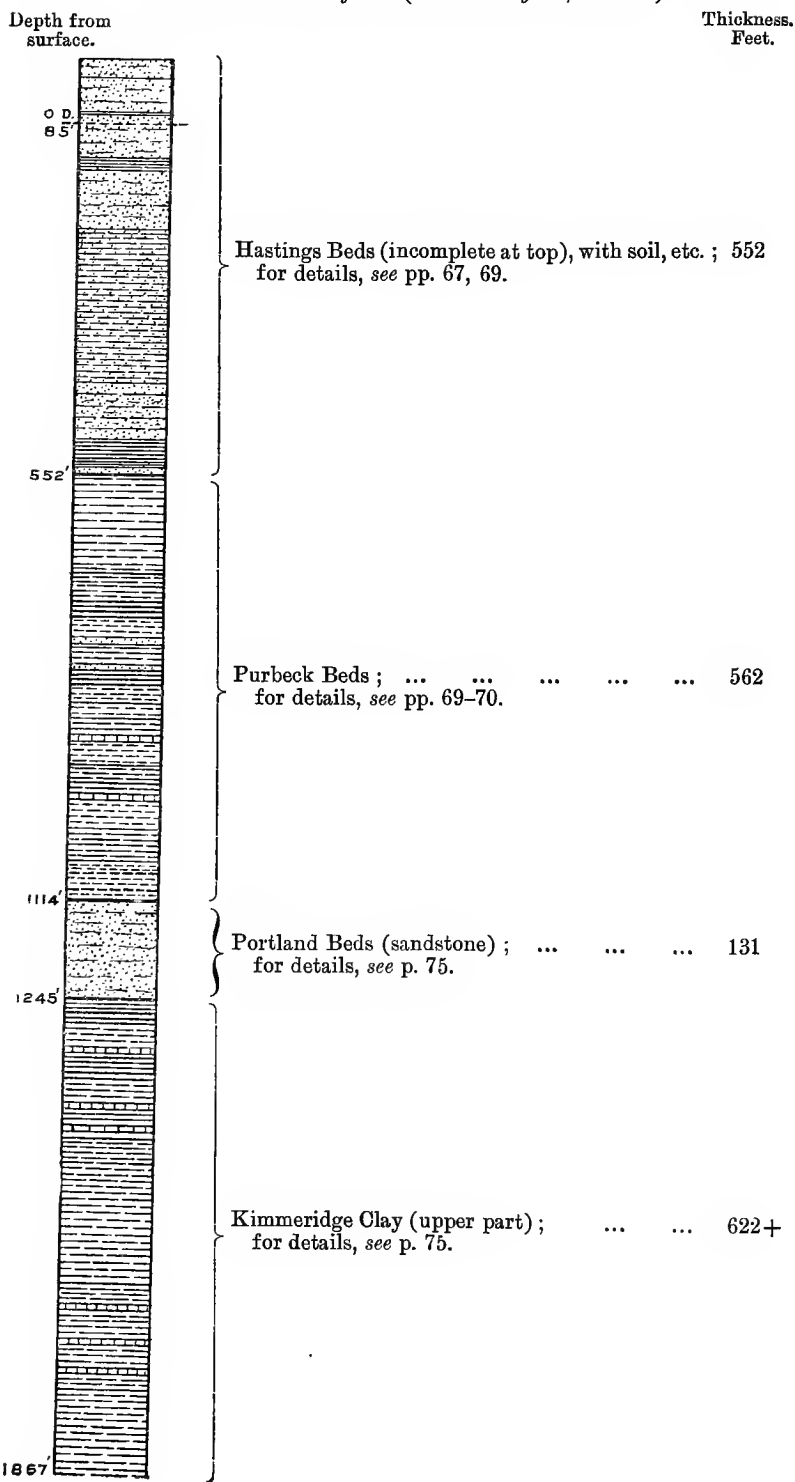 Depth from
surface.
Thickness.
Feet.
O D.
85'
Hastings Beds (incomplete at top), with soil, etc. ; 552
for details, see pp. 67, 69.
552'
Purbeck Beds ; ... ... ... ... ... 562
for details, see pp. 69–70.
1114'
Portland Beds (sandstone) ; ... ... ... 131
for details, see p. 75.
1245'
Kimmeridge Clay (upper part) ; ... ... 622+
for details, see p. 75.
1867'